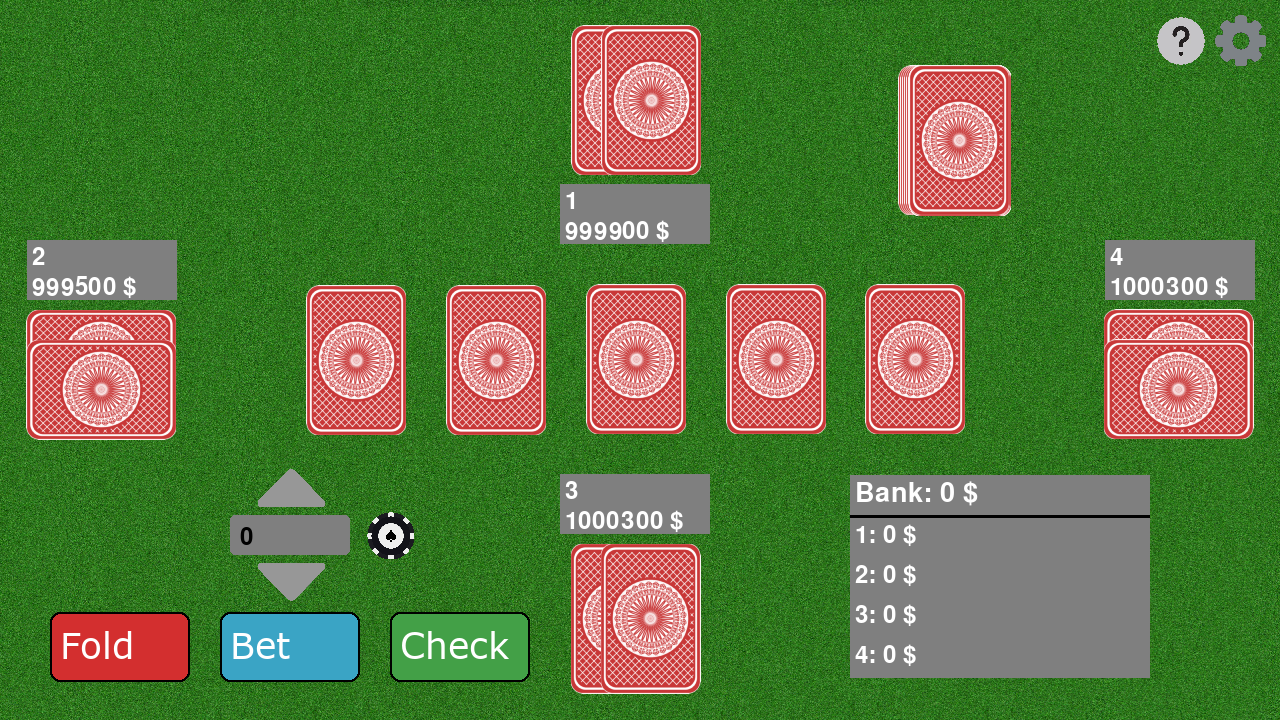 ?
1
999900 $
2
999500 $
4
1000300 $
3
1000300 $
0
Bank: 0 $
1: 0 $
2: 0 $
3: 0 $
4: 0 $
Fold
Bet
Check